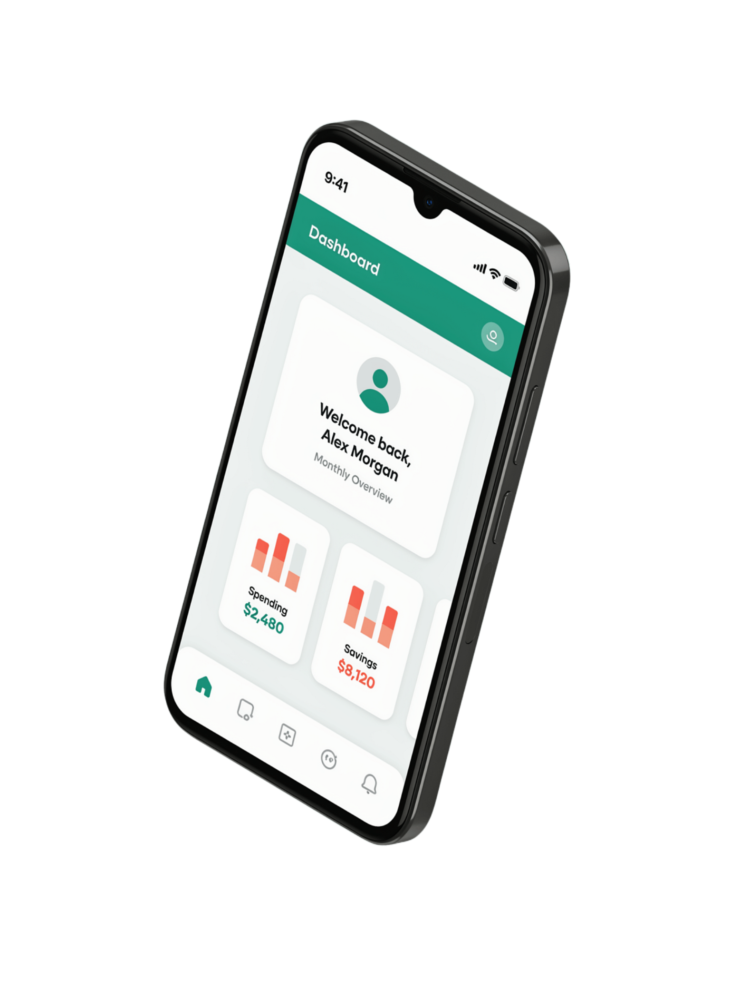 9:41
Dashboard
Welcome back,
Alex Morgan
Monthly Overview
Spending
$2,480
Savings
$8,120